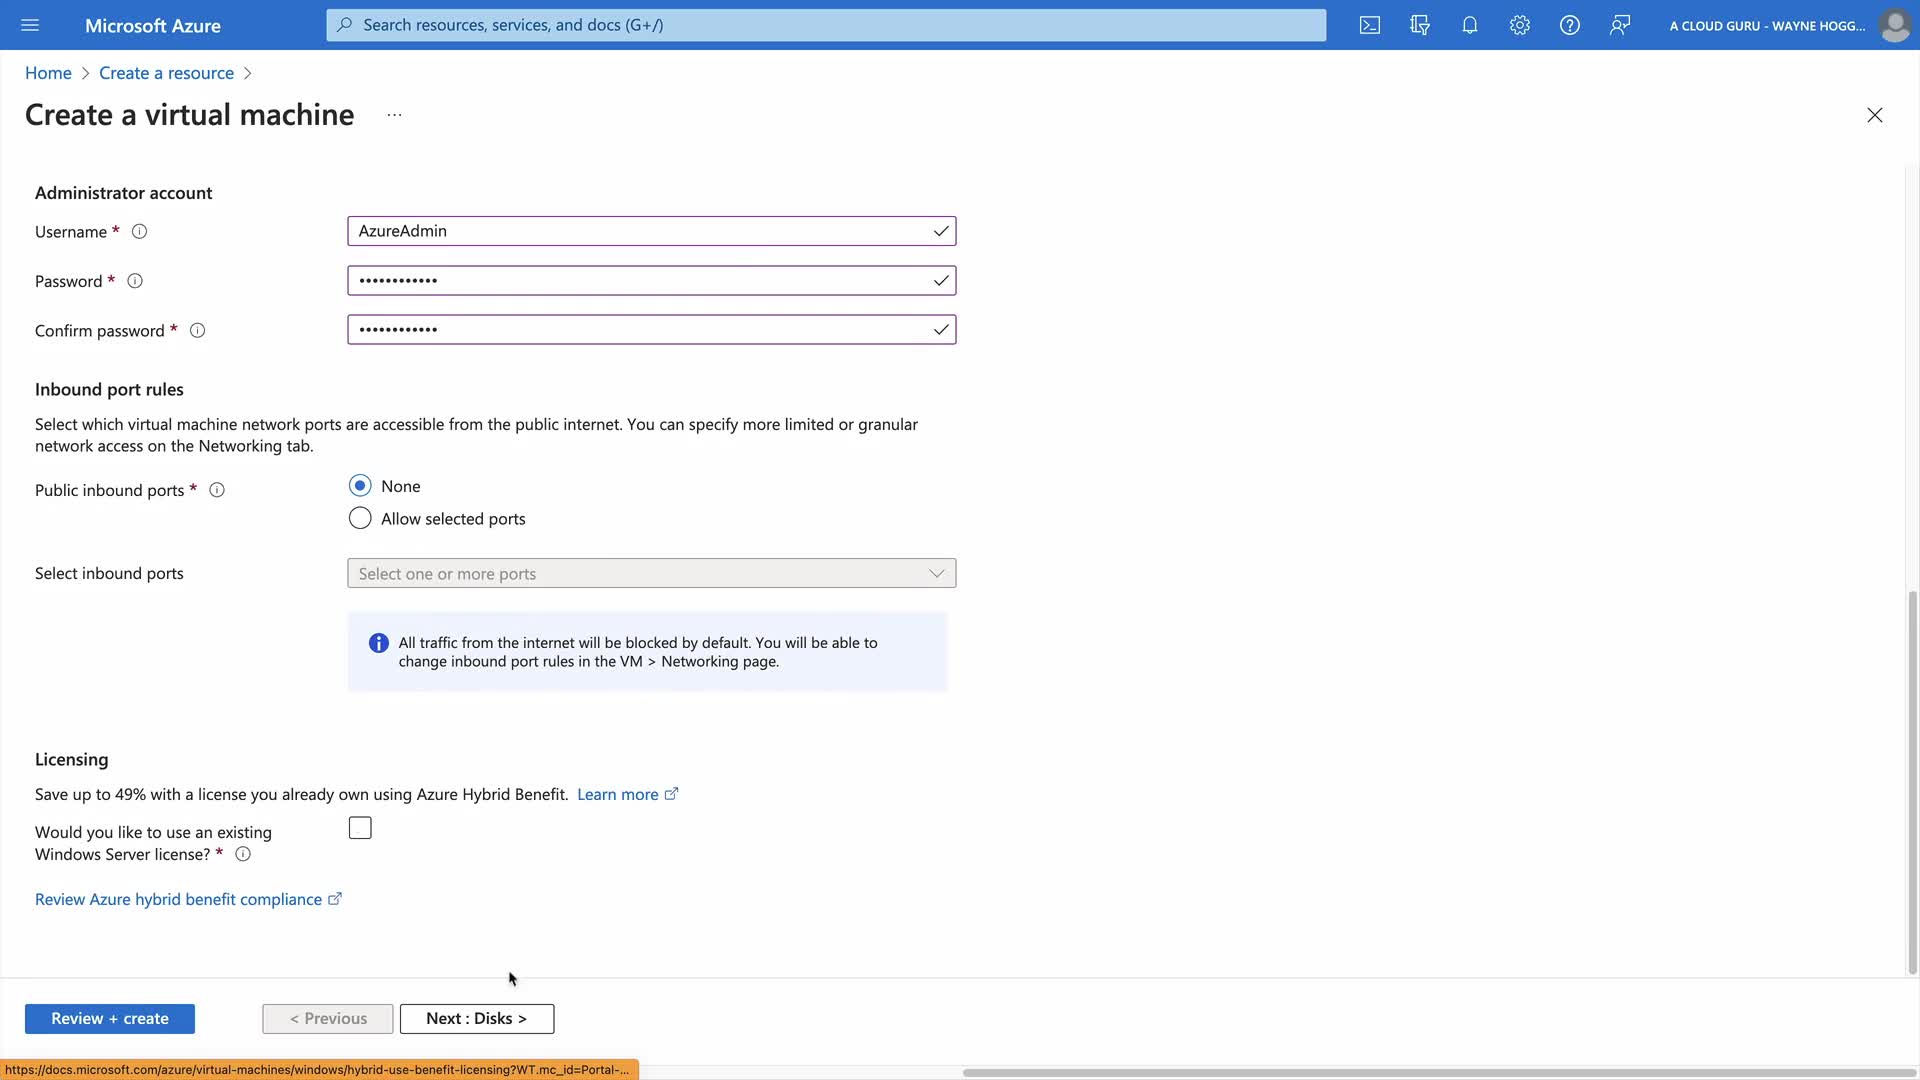 Microsoft Azure
Search resources, services, and docs (G+/)
A CLOUD GURU - WAYNE HOGG...
Home
Create a resource
Create a virtual machine
...
Administrator account
Username *
AzureAdmin
Password *
••••••••••••
Confirm password *
••••••••••••
Inbound port rules
Select which virtual machine network ports are accessible from the public internet. You can specify more limited or granular
network access on the Networking tab.
Public inbound ports *
None
Allow selected ports
Select inbound ports
Select one or more ports
All traffic from the internet will be blocked by default. You will be able to
change inbound port rules in the VM > Networking page.
Licensing
Save up to 49% with a license you already own using Azure Hybrid Benefit. Learn more
Would you like to use an existing
Windows Server license? *
Review Azure hybrid benefit compliance
Review + create
< Previous
Next : Disks >
https://docs.microsoft.com/azure/virtual-machines/windows/hybrid-use-benefit-licensing?WT.mc_id=Portal-...